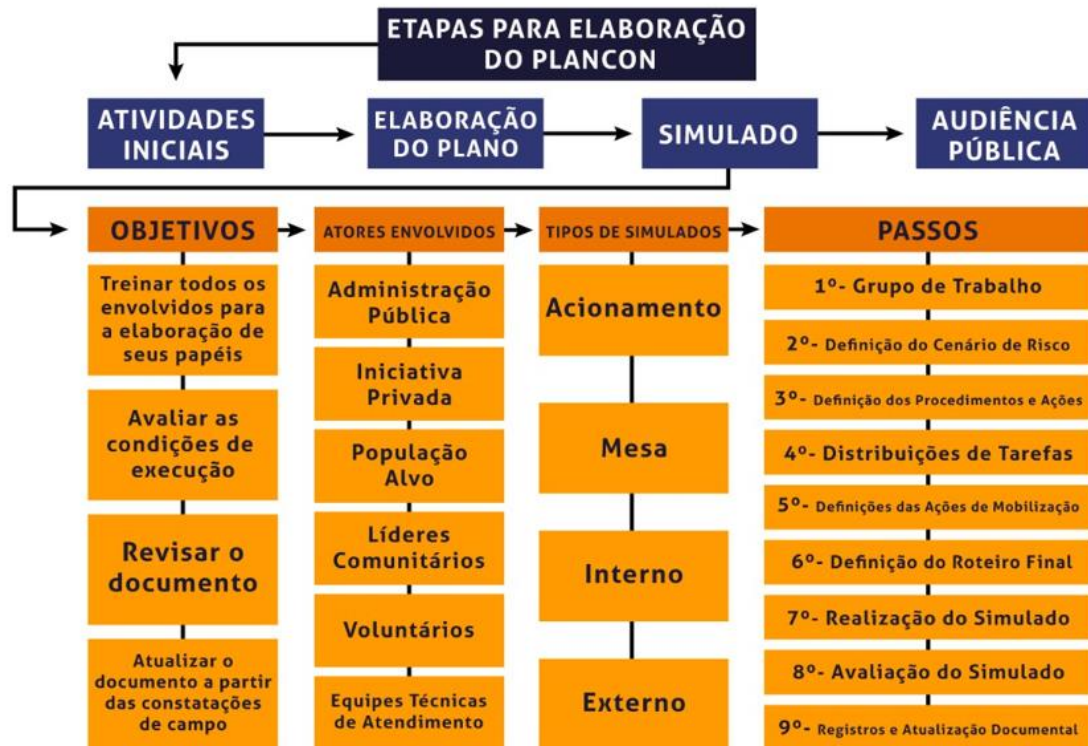 ETAPAS PARA ELABORAÇÃO
DO PLANCON
ATIVIDADES
INICIAIS
ELABORAÇÃO
DO PLANO
SIMULADO
AUDIÊNCIA
PÚBLICA
OBJETIVOS
Treinar todos os
envolvidos para
a elaboração de
seus papéis
Avaliar as
condições de
execução
Revisar o
documento
Atualizar o
documento a partir
das constatações
de campo
ATORES ENVOLVIDOS
Administração
Pública
Iniciativa
Privada
População
Alvo
Líderes
Comunitários
Voluntários
Equipes Técnicas
de Atendimento
TIPOS DE SIMULADOS
Acionamento
Mesa
Interno
Externo
PASSOS
1º- Grupo de Trabalho
2º- Definição do Cenário de Risco
3º- Definição dos Procedimentos e Ações
4º- Distribuições de Tarefas
5º- Definições das Ações de Mobilização
6º- Definição do Roteiro Final
7º- Realização do Simulado
8º- Avaliação do Simulado
9º- Registros e Atualização Documental